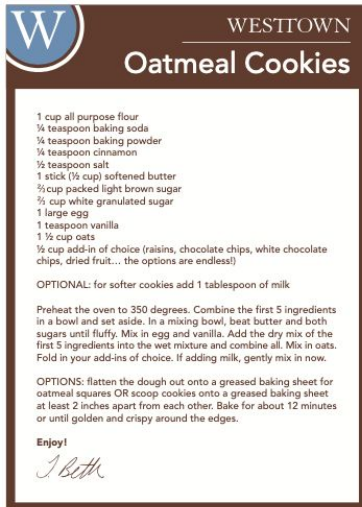 W
WESTTOWN
Oatmeal Cookies
1 cup all purpose flour
¼ teaspoon baking soda
¼ teaspoon baking powder
¼ teaspoon cinnamon
½ teaspoon salt
1 stick (½ cup) softened butter
⅔ cup packed light brown sugar
⅔ cup white granulated sugar
1 large egg
1 teaspoon vanilla
1 ½ cup oats
½ cup add-in of choice (raisins, chocolate chips, white chocolate
chips, dried fruit… the options are endless!)
OPTIONAL: for softer cookies add 1 tablespoon of milk
Preheat the oven to 350 degrees. Combine the first 5 ingredients
in a bowl and set aside. In a mixing bowl, beat butter and both
sugars until fluffy. Mix in egg and vanilla. Add the dry mix of the
first 5 ingredients into the wet mixture and combine all. Mix in oats.
Fold in your add-ins of choice. If adding milk, gently mix in now.
OPTIONS: flatten the dough out onto a greased baking sheet for
oatmeal squares OR scoop cookies onto a greased baking sheet
at least 2 inches apart from each other. Bake for about 12 minutes
or until golden and crispy around the edges.
Enjoy!
J. Beth